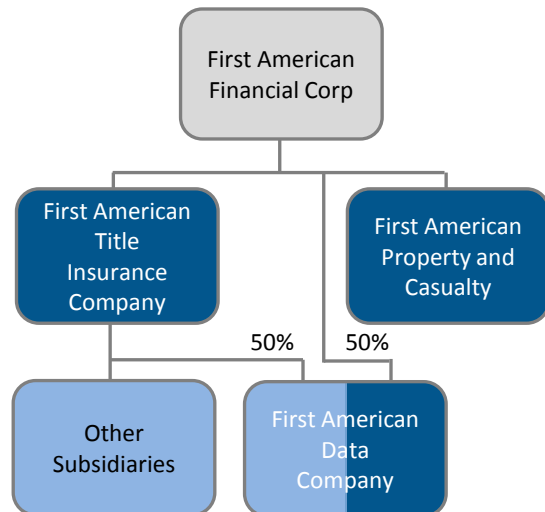 First American
Financial Corp
First American
Title
Insurance
Company
First American
Property and
Casualty
50%
50%
Other
Subsidiaries
First American
Data
Company